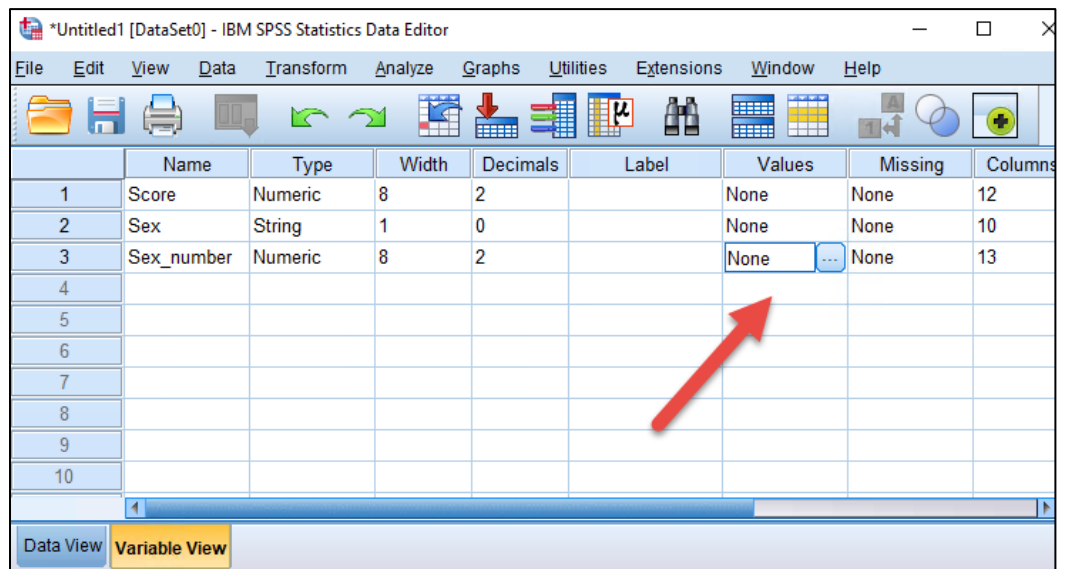 *Untitled1 [DataSet0] - IBM SPSS Statistics Data Editor
File Edit View Data Transform Analyze Graphs Utilities Extensions Window Help
A
1
μ
Name Type Width Decimals Label Values Missing Columns
1 Score Numeric 8 2 None None 12
2 Sex String 1 0 None None 10
3 Sex_number Numeric 8 2 None ... None 13
4
5
6
7
8
9
10
Data View Variable View